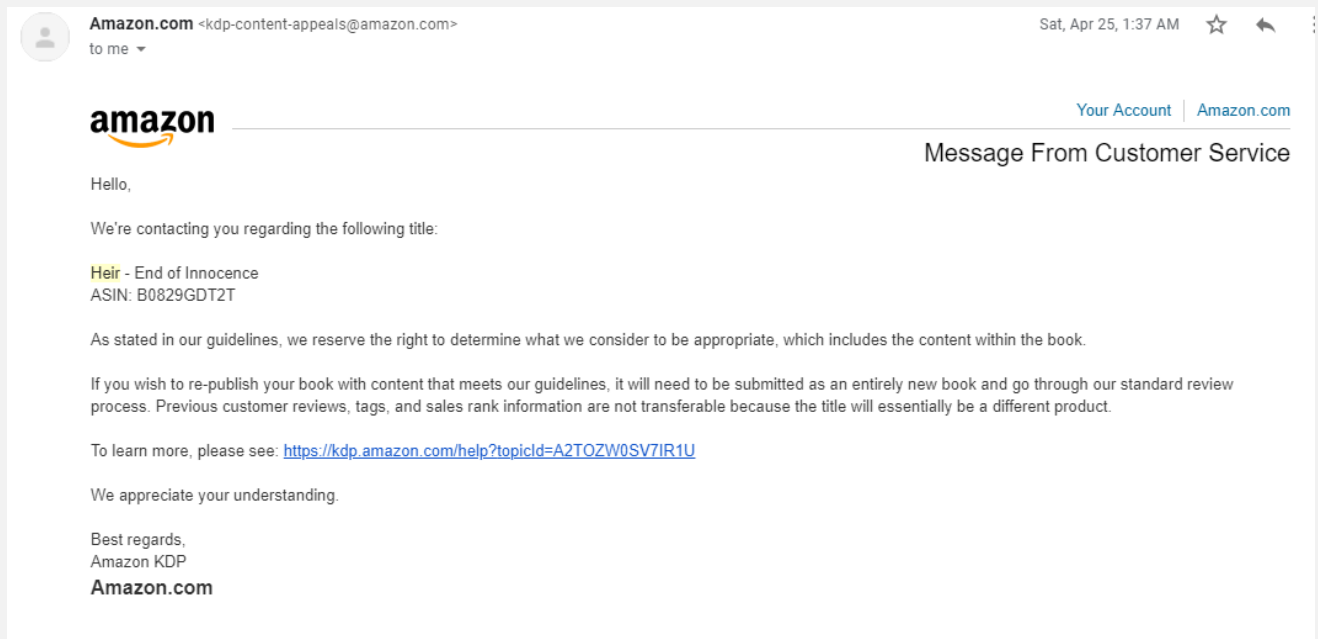 Amazon.com <kdp-content-appeals@amazon.com>
Sat, Apr 25, 1:37 AM
to me
amazon
Your Account
Amazon.com
Message From Customer Service
Hello,
We're contacting you regarding the following title:
Heir - End of Innocence
ASIN: B0829GDT2T
As stated in our guidelines, we reserve the right to determine what we consider to be appropriate, which includes the content within the book.
If you wish to re-publish your book with content that meets our guidelines, it will need to be submitted as an entirely new book and go through our standard review
process. Previous customer reviews, tags, and sales rank information are not transferable because the title will essentially be a different product.
To learn more, please see: https://kdp.amazon.com/help?topicId=A2TOZW0SV7IR1U
We appreciate your understanding.
Best regards,
Amazon KDP
Amazon.com